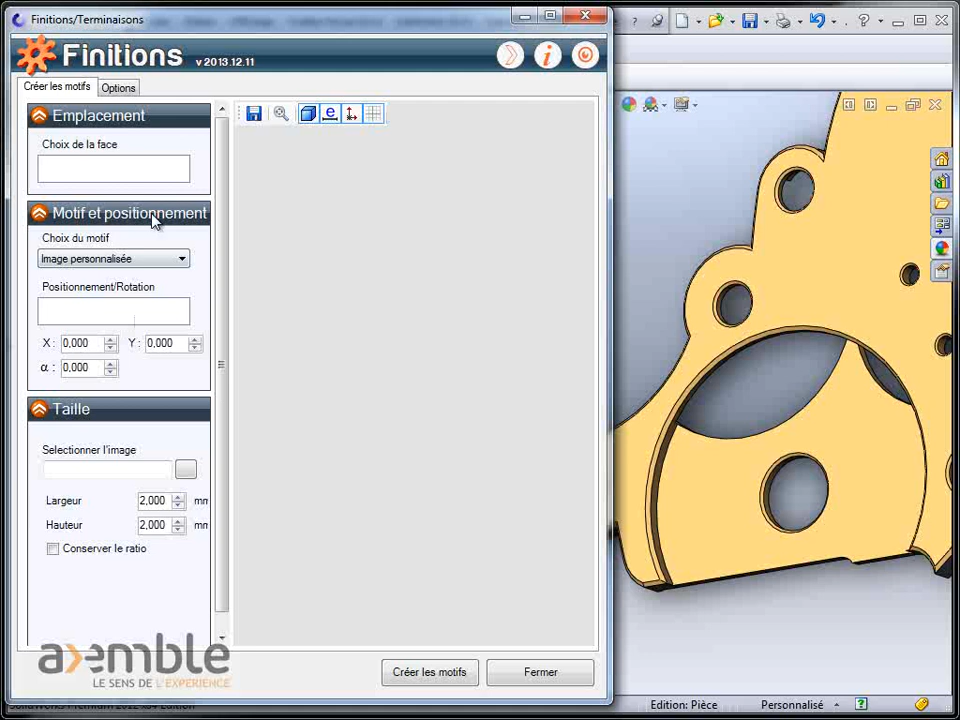 Finitions/Terminaisons
Finitions v 2013.12.11
Créer les motifs
Options
Emplacement
Choix de la face
Motif et positionnement
Choix du motif
Image personnalisée
Positionnement/Rotation
X : 0,000 Y : 0,000
α : 0,000
Taille
Selectionner l'image
Largeur 2,000 mm
Hauteur 2,000 mm
Conserver le ratio
axemble
LE SENS DE L'EXPÉRIENCE
Créer les motifs
Fermer
Edition: Pièce
Personnalisé